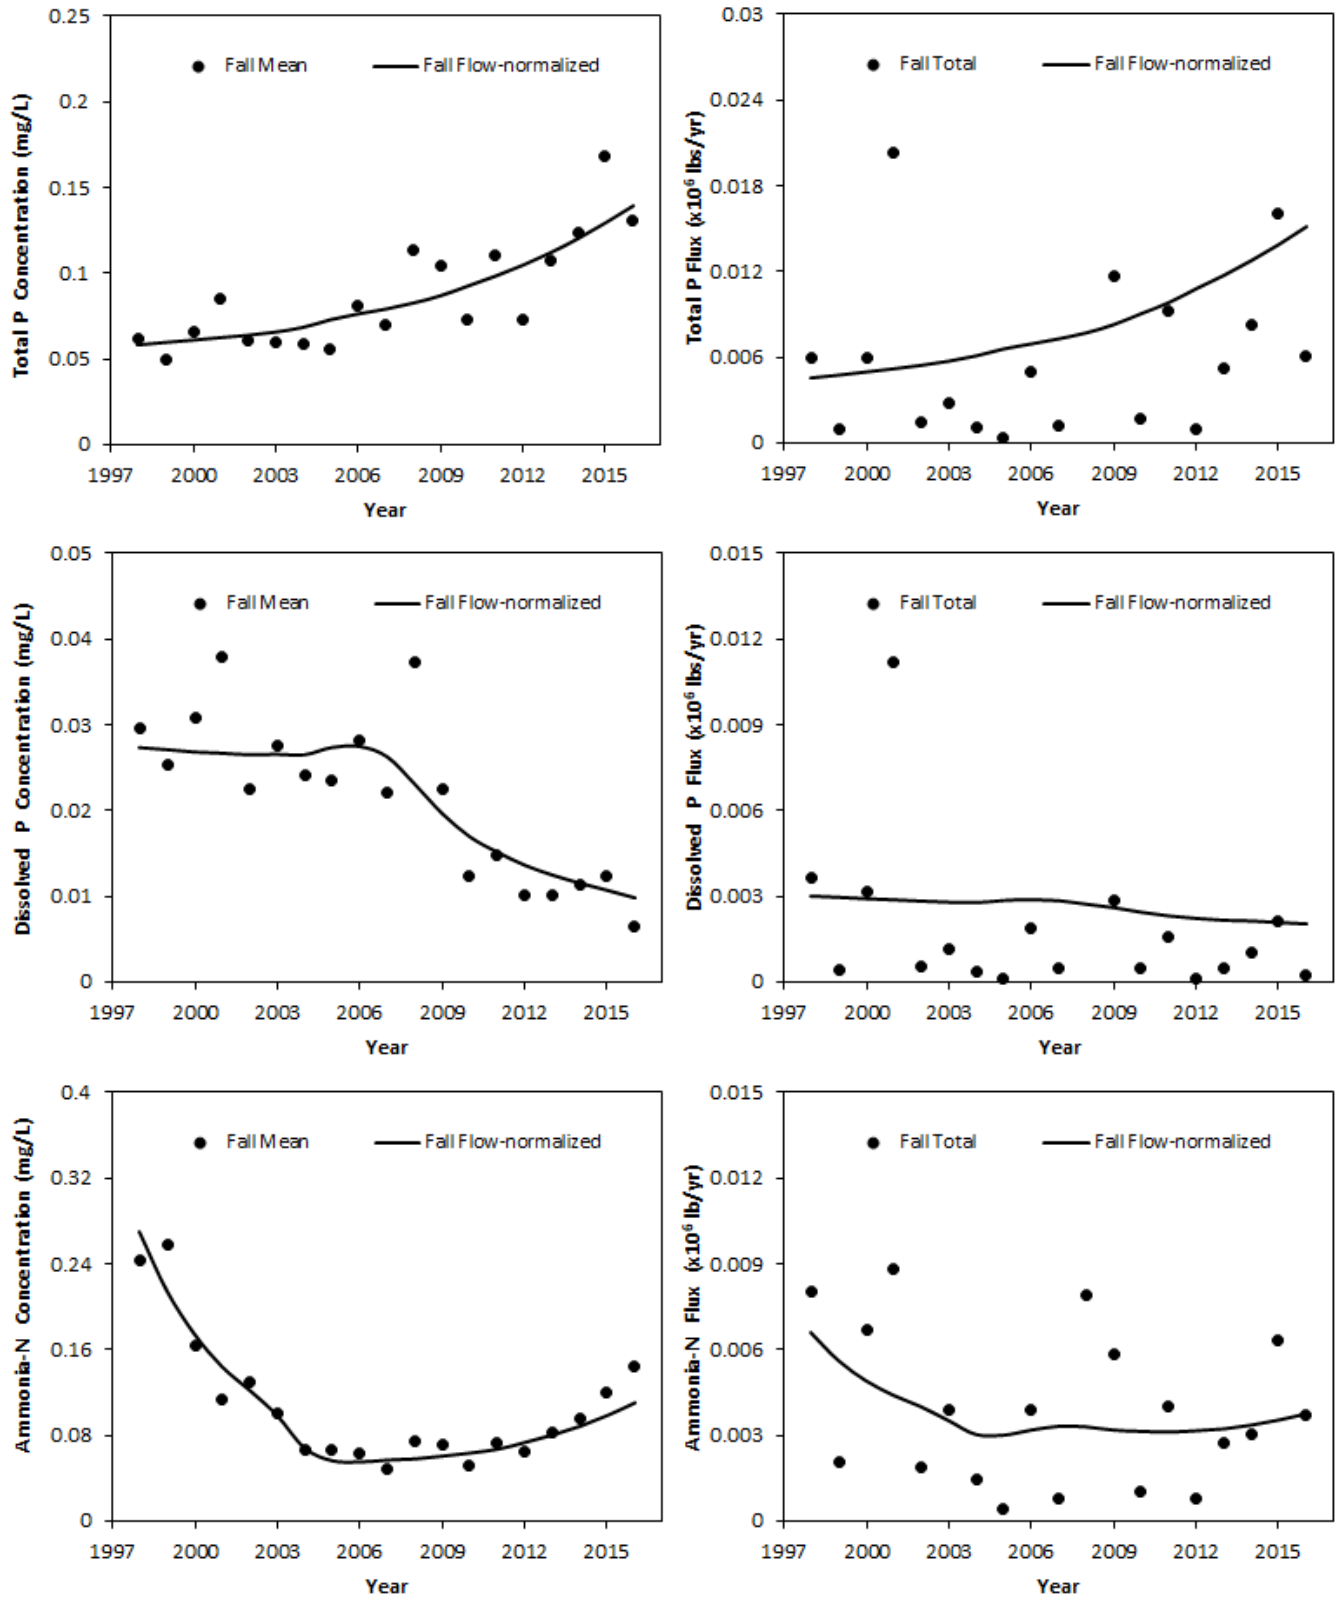 0.25
0.2
0.15
0.1
0.05
0
Total P Concentration (mg/L)
Fall Mean
Fall Flow-normalized
1997 2000 2003 2006 2009 2012 2015
Year
0.03
0.024
0.018
0.012
0.006
0
Total P Flux (x10⁶ lbs/yr)
Fall Total
Fall Flow-normalized
1997 2000 2003 2006 2009 2012 2015
Year
0.05
0.04
0.03
0.02
0.01
0
Dissolved P Concentration (mg/L)
Fall Mean
Fall Flow-normalized
1997 2000 2003 2006 2009 2012 2015
Year
0.015
0.012
0.009
0.006
0.003
0
Dissolved P Flux (x10⁶ lbs/yr)
Fall Total
Fall Flow-normalized
1997 2000 2003 2006 2009 2012 2015
Year
0.4
0.32
0.24
0.16
0.08
0
Ammonia-N Concentration (mg/L)
Fall Mean
Fall Flow-normalized
1997 2000 2003 2006 2009 2012 2015
Year
0.015
0.012
0.009
0.006
0.003
0
Ammonia-N Flux (x10⁶ lb/yr)
Fall Total
Fall Flow-normalized
1997 2000 2003 2006 2009 2012 2015
Year